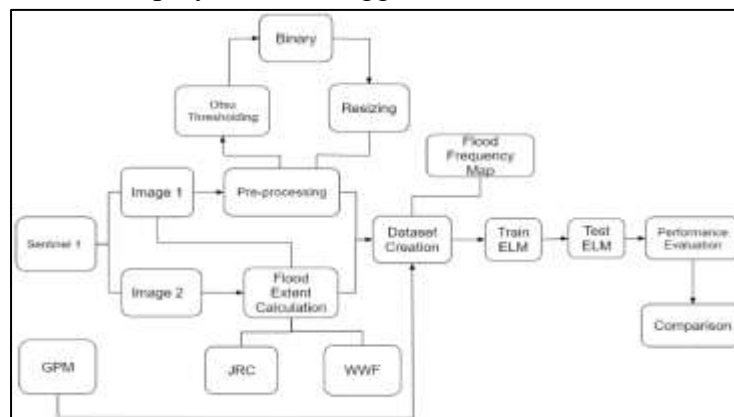 Binary
Otsu
Thresholding
Resizing
Flood
Frequency
Map
Image 1
Pre-processing
Sentinel 1
Dataset
Creation
Train
ELM
Test
ELM
Performance
Evaluation
Image 2
Flood
Extent
Calculation
Comparison
GPM
JRC
WWF